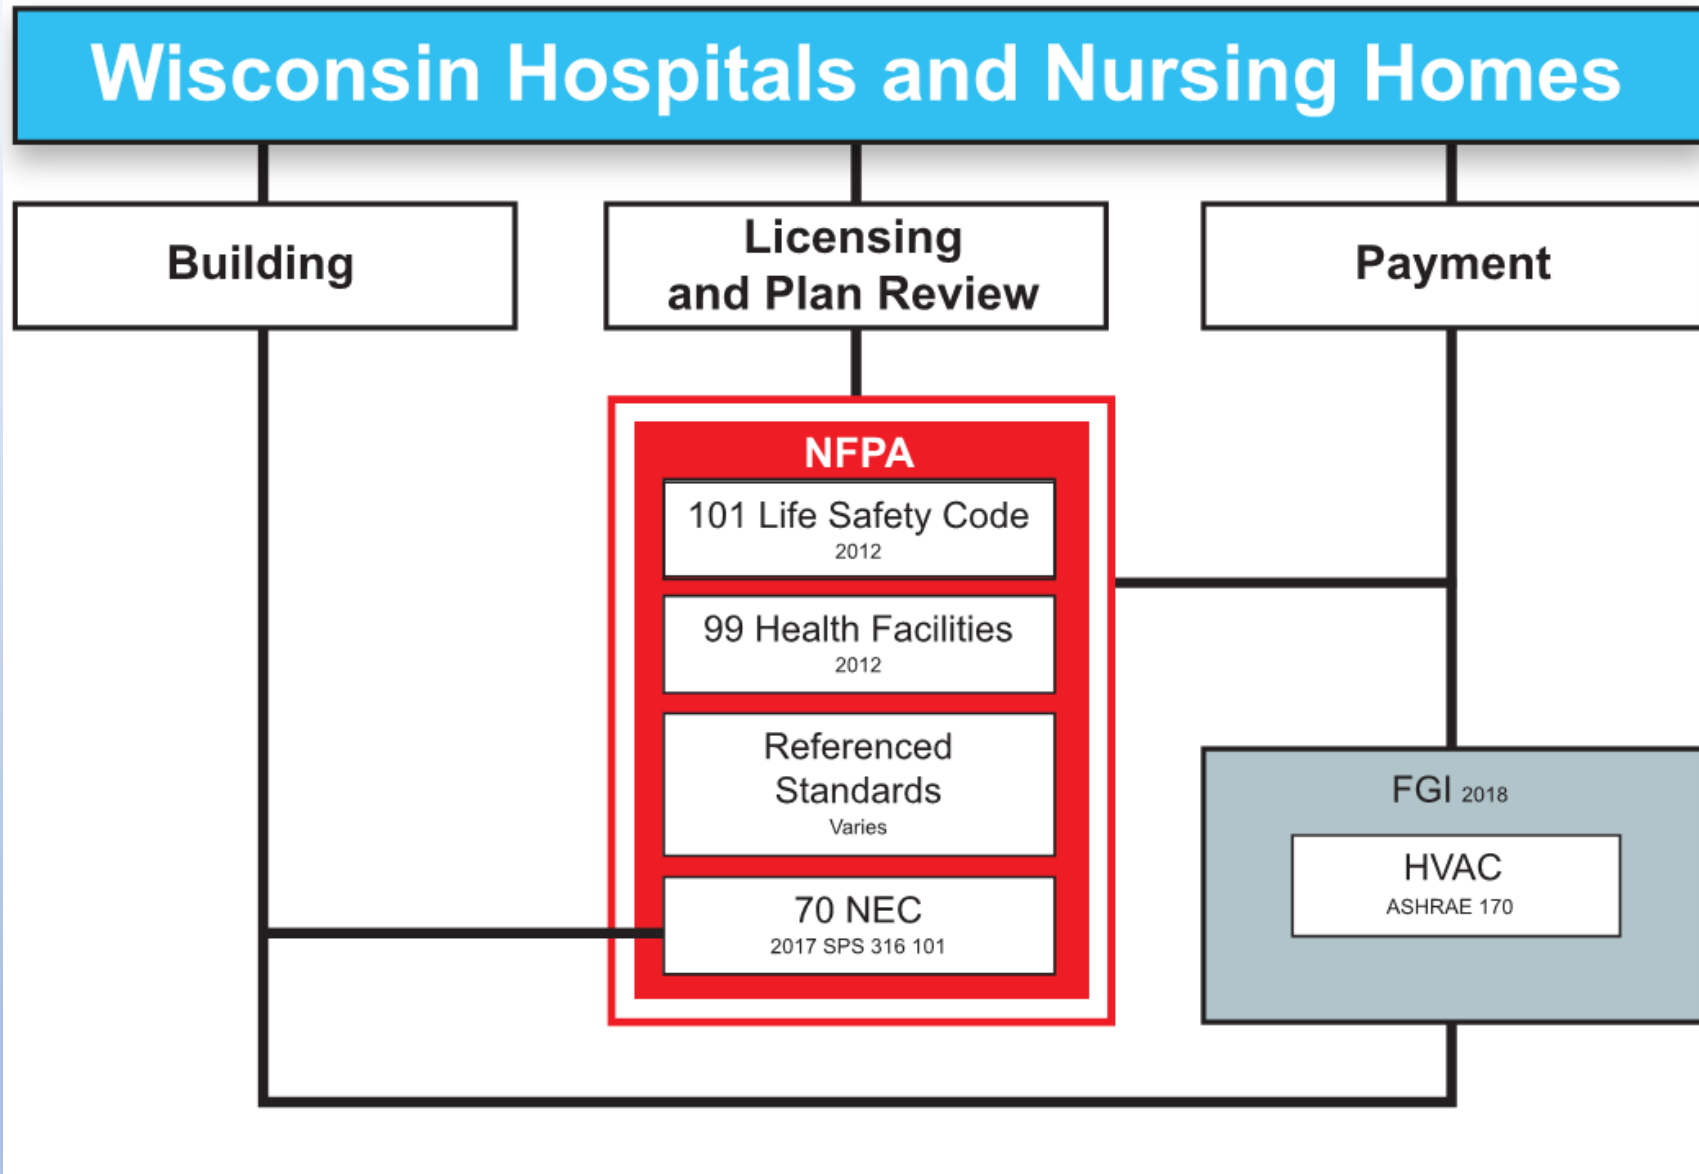 Wisconsin Hospitals and Nursing Homes
Building
Licensing
and Plan Review
Payment
NFPA
101 Life Safety Code
2012
99 Health Facilities
2012
Referenced
Standards
Varies
70 NEC
2017 SPS 316 101
FGI 2018
HVAC
ASHRAE 170